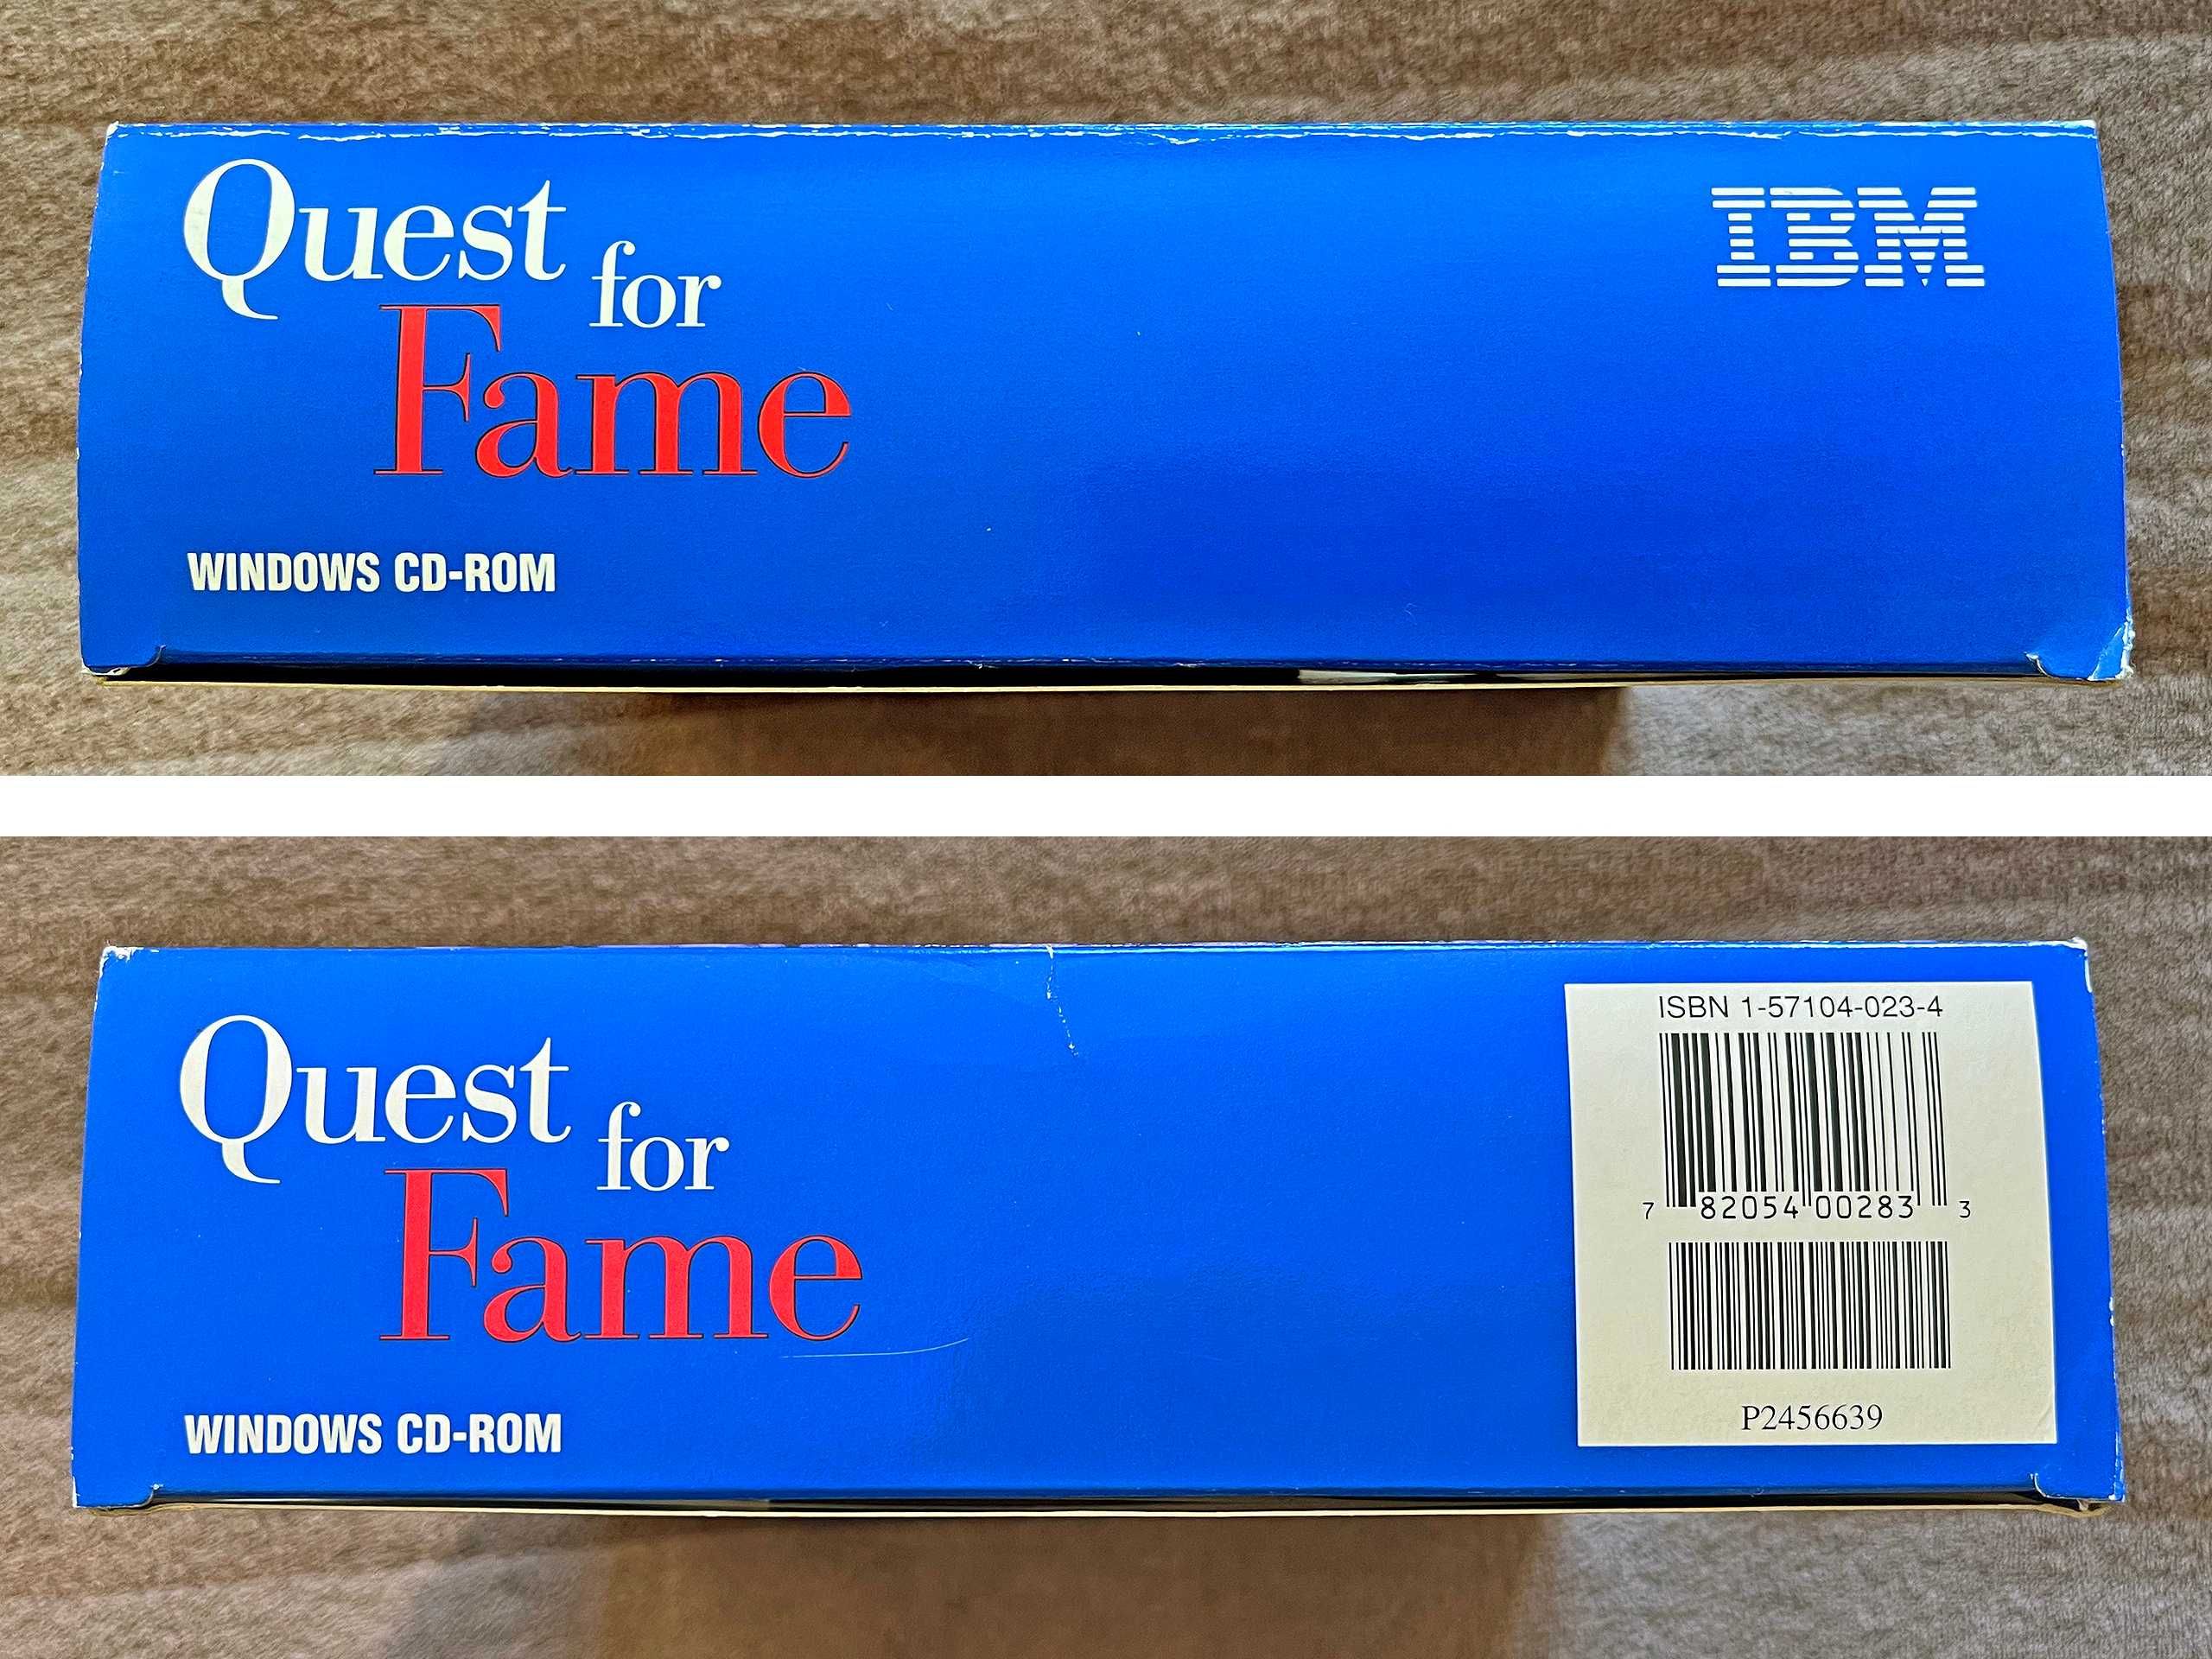 Quest for
Fame
IBM
WINDOWS CD-ROM
Quest for
Fame
WINDOWS CD-ROM
ISBN 1-57104-023-4
7 82054 00283 3
P2456639